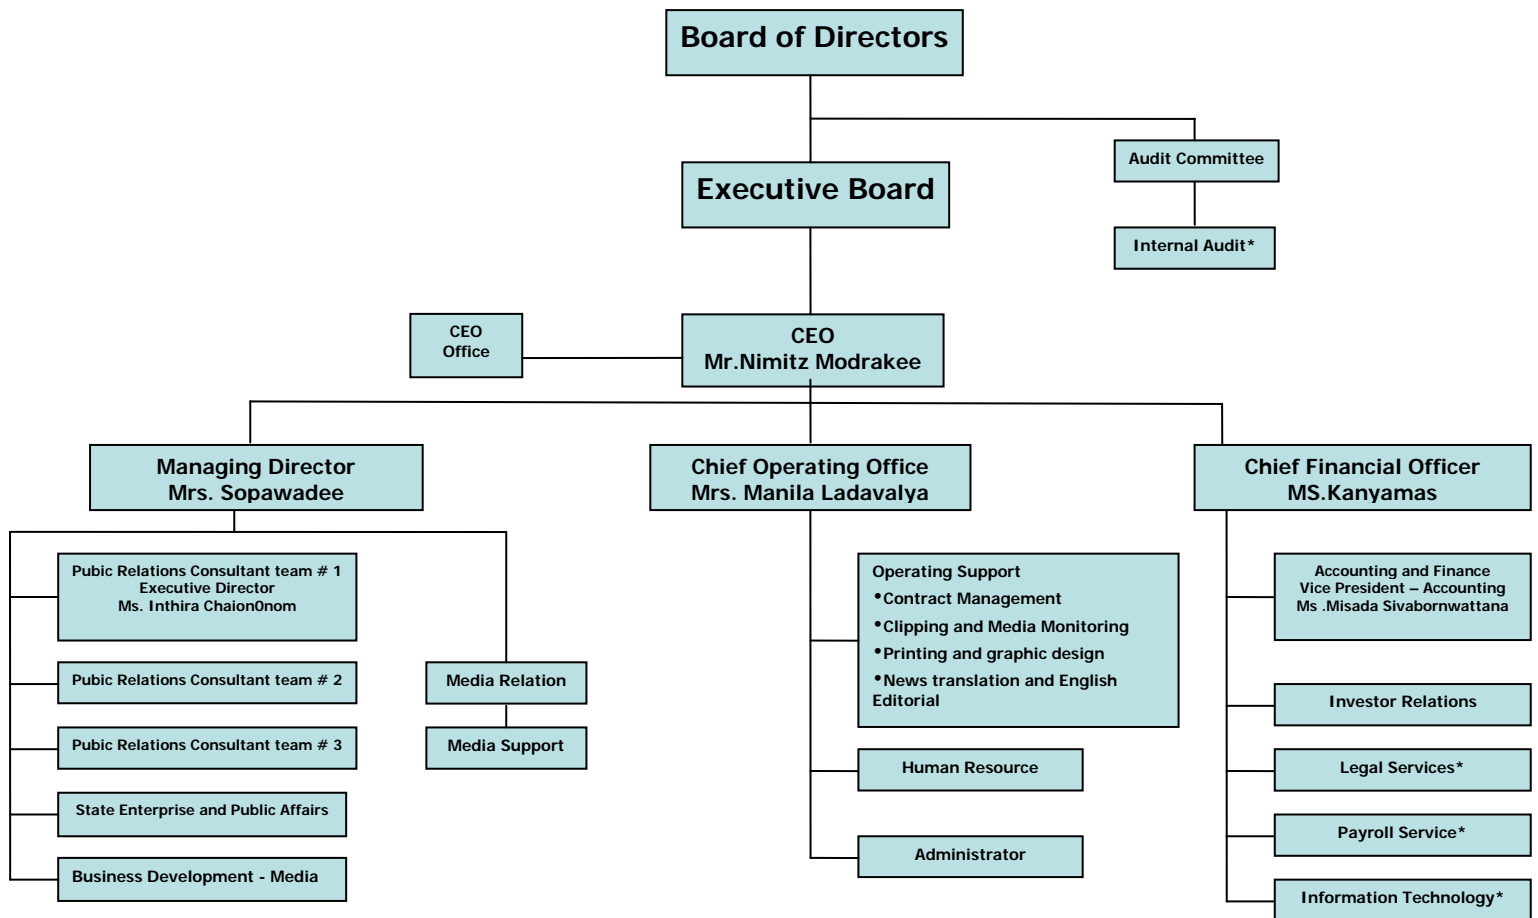 Board of Directors
Audit Committee
Executive Board
Internal Audit*
CEO
Office
CEO
Mr.Nimitz Modrakee
Managing Director
Mrs. Sopawadee
Chief Operating Office
Mrs. Manila Ladavalya
Chief Financial Officer
MS.Kanyamas
Pubic Relations Consultant team # 1
Executive Director
Ms. Inthira Chaion0nom
Pubic Relations Consultant team # 2
Pubic Relations Consultant team # 3
State Enterprise and Public Affairs
Business Development - Media
Media Relation
Media Support
Operating Support
•Contract Management
•Clipping and Media Monitoring
•Printing and graphic design
•News translation and English
Editorial
Human Resource
Administrator
Accounting and Finance
Vice President – Accounting
Ms .Misada Sivabornwattana
Investor Relations
Legal Services*
Payroll Service*
Information Technology*